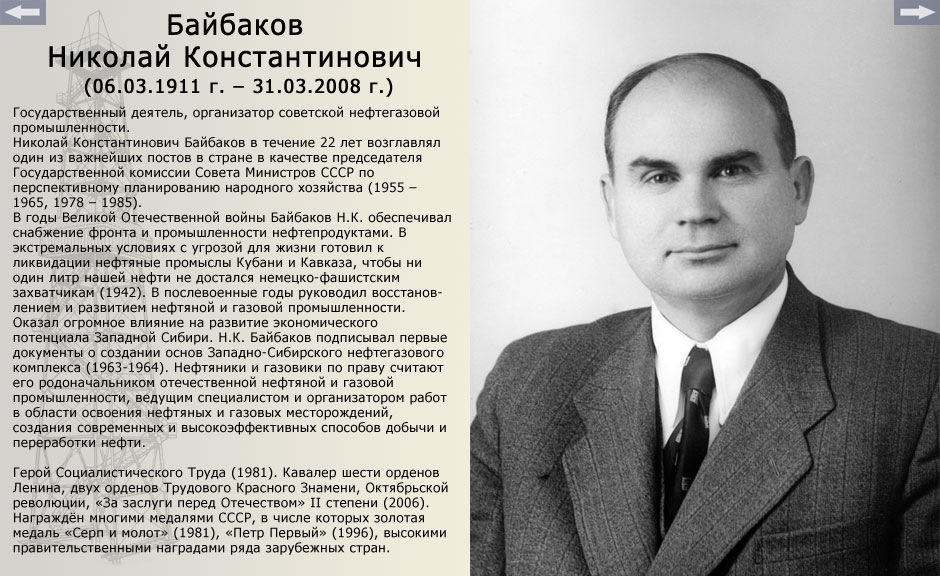 Байбаков
Николай Константинович
(06.03.1911 г. – 31.03.2008 г.)
Государственный деятель, организатор советской нефтегазовой
промышленности.
Николай Константинович Байбаков в течение 22 лет возглавлял
один из важнейших постов в стране в качестве председателя
Государственной комиссии Совета Министров СССР по
перспективному планированию народного хозяйства (1955 –
1965, 1978 – 1985).
В годы Великой Отечественной войны Байбаков Н.К. обеспечивал
снабжение фронта и промышленности нефтепродуктами. В
экстремальных условиях с угрозой для жизни готовил к
ликвидации нефтяные промыслы Кубани и Кавказа, чтобы ни
один литр нашей нефти не достался немецко-фашистским
захватчикам (1942). В послевоенные годы руководил восстанов-
лением и развитием нефтяной и газовой промышленности.
Оказал огромное влияние на развитие экономического
потенциала Западной Сибири. Н.К. Байбаков подписывал первые
документы о создании основ Западно-Сибирского нефтегазового
комплекса (1963-1964). Нефтяники и газовики по праву считают
его родоначальником отечественной нефтяной и газовой
промышленности, ведущим специалистом и организатором работ
в области освоения нефтяных и газовых месторождений,
создания современных и высокоэффективных способов добычи и
переработки нефти.
Герой Социалистического Труда (1981). Кавалер шести орденов
Ленина, двух орденов Трудового Красного Знамени, Октябрьской
революции, «За заслуги перед Отечеством» II степени (2006).
Награждён многими медалями СССР, в числе которых золотая
медаль «Серп и молот» (1981), «Петр Первый» (1996), высокими
правительственными наградами ряда зарубежных стран.